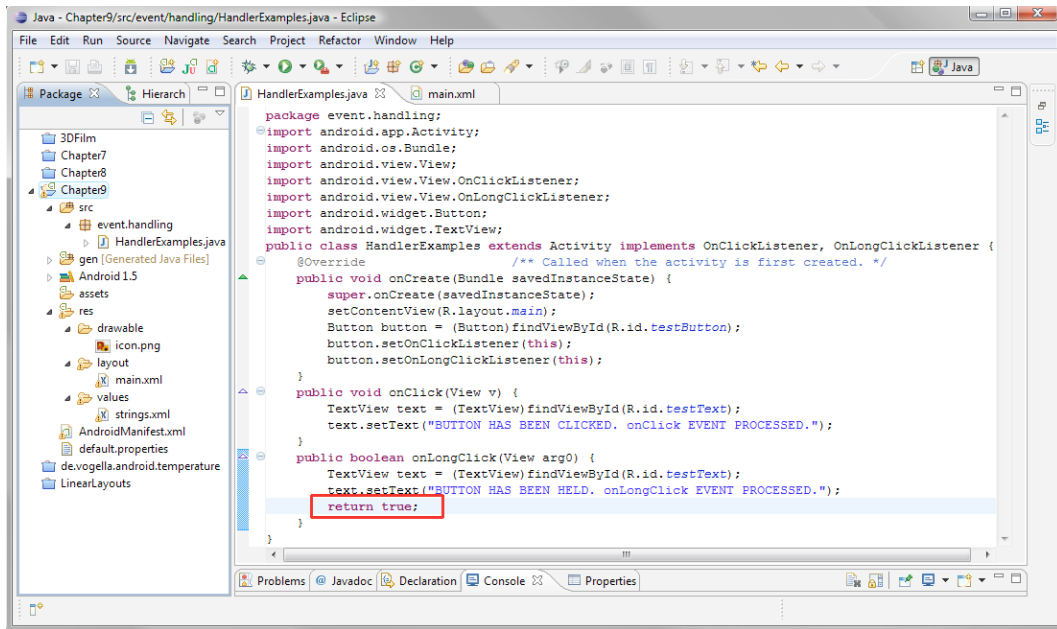 Java - Chapter9/src/event/handling/HandlerExamples.java - Eclipse
File Edit Run Source Navigate Search Project Refactor Window Help
Java
Package
Hierarch
3DFilm
Chapter7
Chapter8
Chapter9
src
event.handling
HandlerExamples.java
gen [Generated Java Files]
Android 1.5
assets
res
drawable
icon.png
layout
main.xml
values
strings.xml
AndroidManifest.xml
default.properties
de.vogella.android.temperature
LinearLayouts
HandlerExamples.java
main.xml
package event.handling;
import android.app.Activity;
import android.os.Bundle;
import android.view.View;
import android.view.View.OnClickListener;
import android.view.View.OnLongClickListener;
import android.widget.Button;
import android.widget.TextView;
public class HandlerExamples extends Activity implements OnClickListener, OnLongClickListener {
@Override /** Called when the activity is first created. */
public void onCreate(Bundle savedInstanceState) {
super.onCreate(savedInstanceState);
setContentView(R.layout.main);
Button button = (Button)findViewById(R.id.testButton);
button.setOnClickListener(this);
button.setOnLongClickListener(this);
}
public void onClick(View v) {
TextView text = (TextView)findViewById(R.id.testText);
text.setText("BUTTON HAS BEEN CLICKED. onClick EVENT PROCESSED.");
}
public boolean onLongClick(View arg0) {
TextView text = (TextView)findViewById(R.id.testText);
text.setText("BUTTON HAS BEEN HELD. onLongClick EVENT PROCESSED.");
return true;
}
}
Problems @ Javadoc Declaration Console Properties